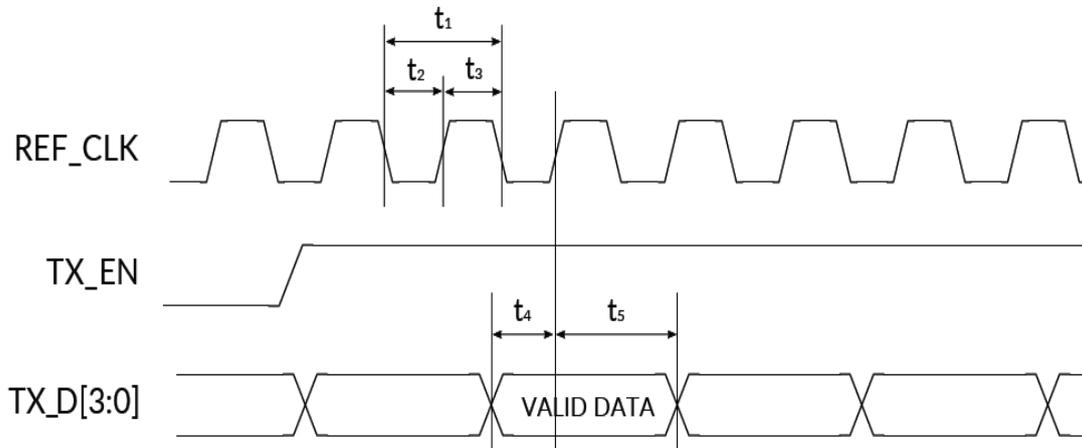 t₁
t₂ t₃
REF_CLK
TX_EN
t₄ t₅
TX_D[3:0] VALID DATA